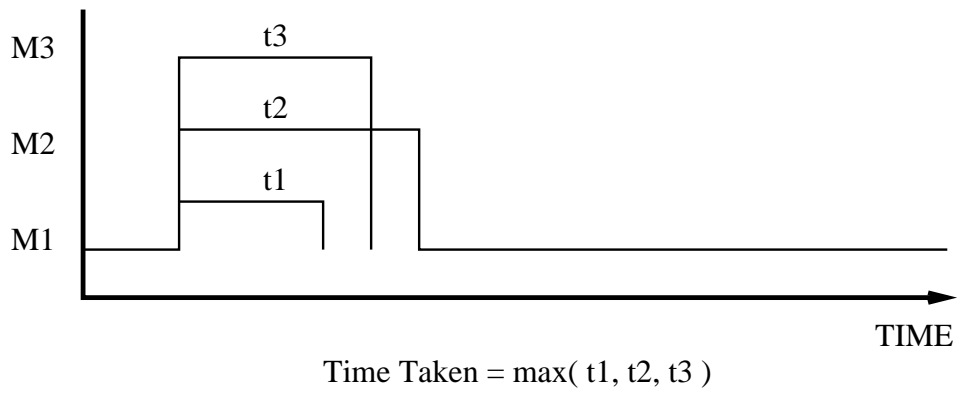 M3
t3
M2
t2
t1
M1
TIME
Time Taken = max( t1, t2, t3 )